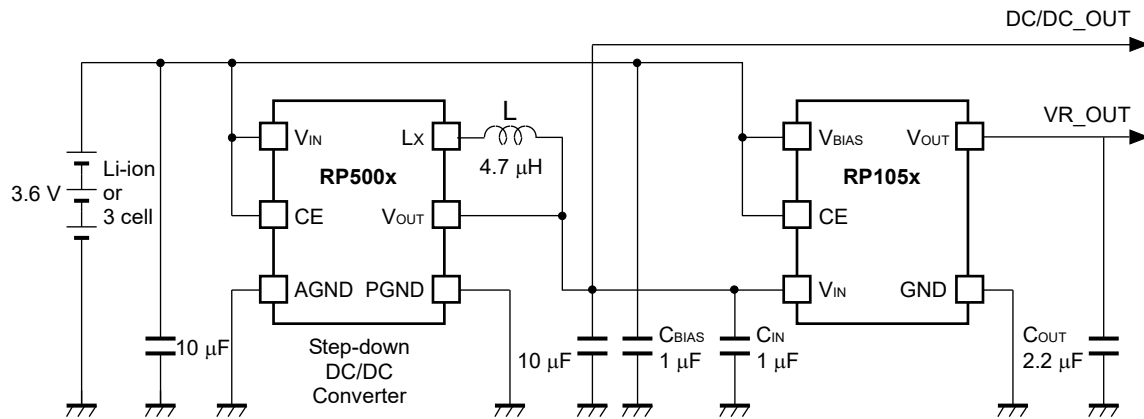 DC/DC_OUT
VR_OUT
L
4.7 μH
VIN
LX
RP500x
CE
VOUT
AGND
PGND
Step-down
DC/DC
Converter
3.6 V
Li-ion
or
3 cell
10 μF
10 μF
CBIAS
1 μF
CIN
1 μF
VBIAS
VOUT
RP105x
CE
VIN
GND
COUT
2.2 μF